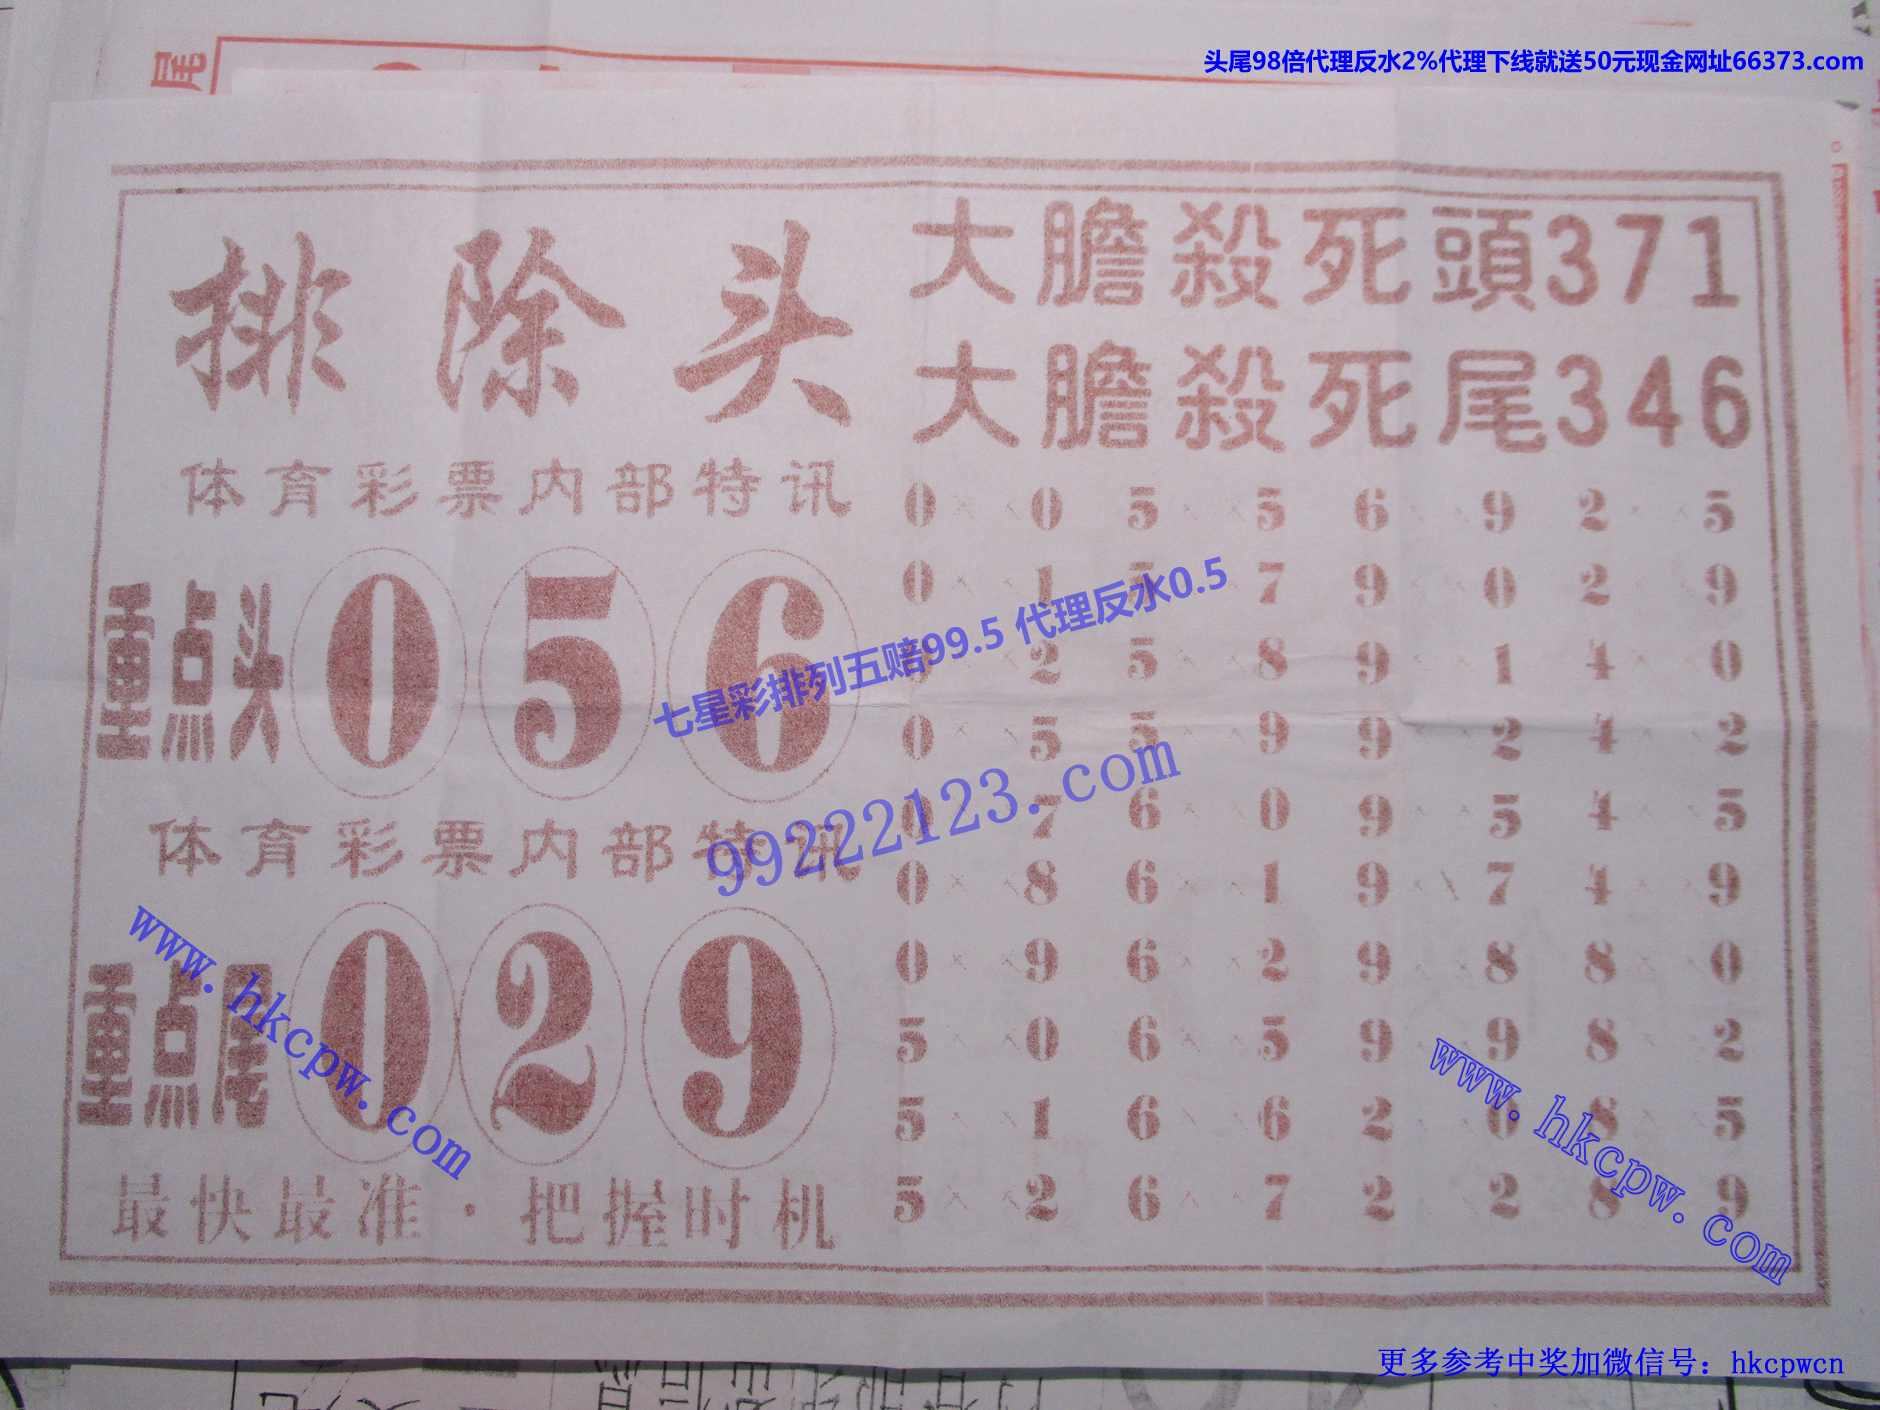 头尾98倍代理反水2%代理下线就送50元现金网址66373.com
尾
排除头
大膽殺死頭371
大膽殺死尾346
体育彩票内部特讯
重点头 0 5 6
体育彩票内部特讯
重点尾 0 2 9
最快最准·把握时机
0××0 5××5 6××9 2××5
0××1 5××7 9××0 2××9
××2 5××8 9××1 4××0
0××5 5××9 9××2 4××2
0××7 6××0 9××5 4××5
0××8 6××1 9××7 4××9
0××9 6××2 9××8 8××0
5××0 6××5 9××9 8××2
5××1 6××6 2××0 8××5
5××2 6××7 2××2 8××9
七星彩排列五赔99.5 代理反水0.5
99222123.com
www.hkcpw.com
www.hkcpw.com
更多参考中奖加微信号：hkcpwcn